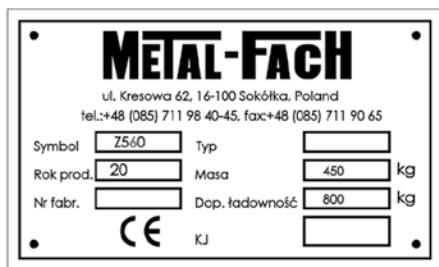 METAL-FACH
ul. Kresowa 62, 16-100 Sokółka, Poland
tel.:+48 (085) 711 98 40-45, fax:+48 (085) 711 90 65
Symbol Z560 Typ
Rok prod. 20 Masa 450 kg
Nr fabr. Dop. ładowność 800 kg
CE KJ